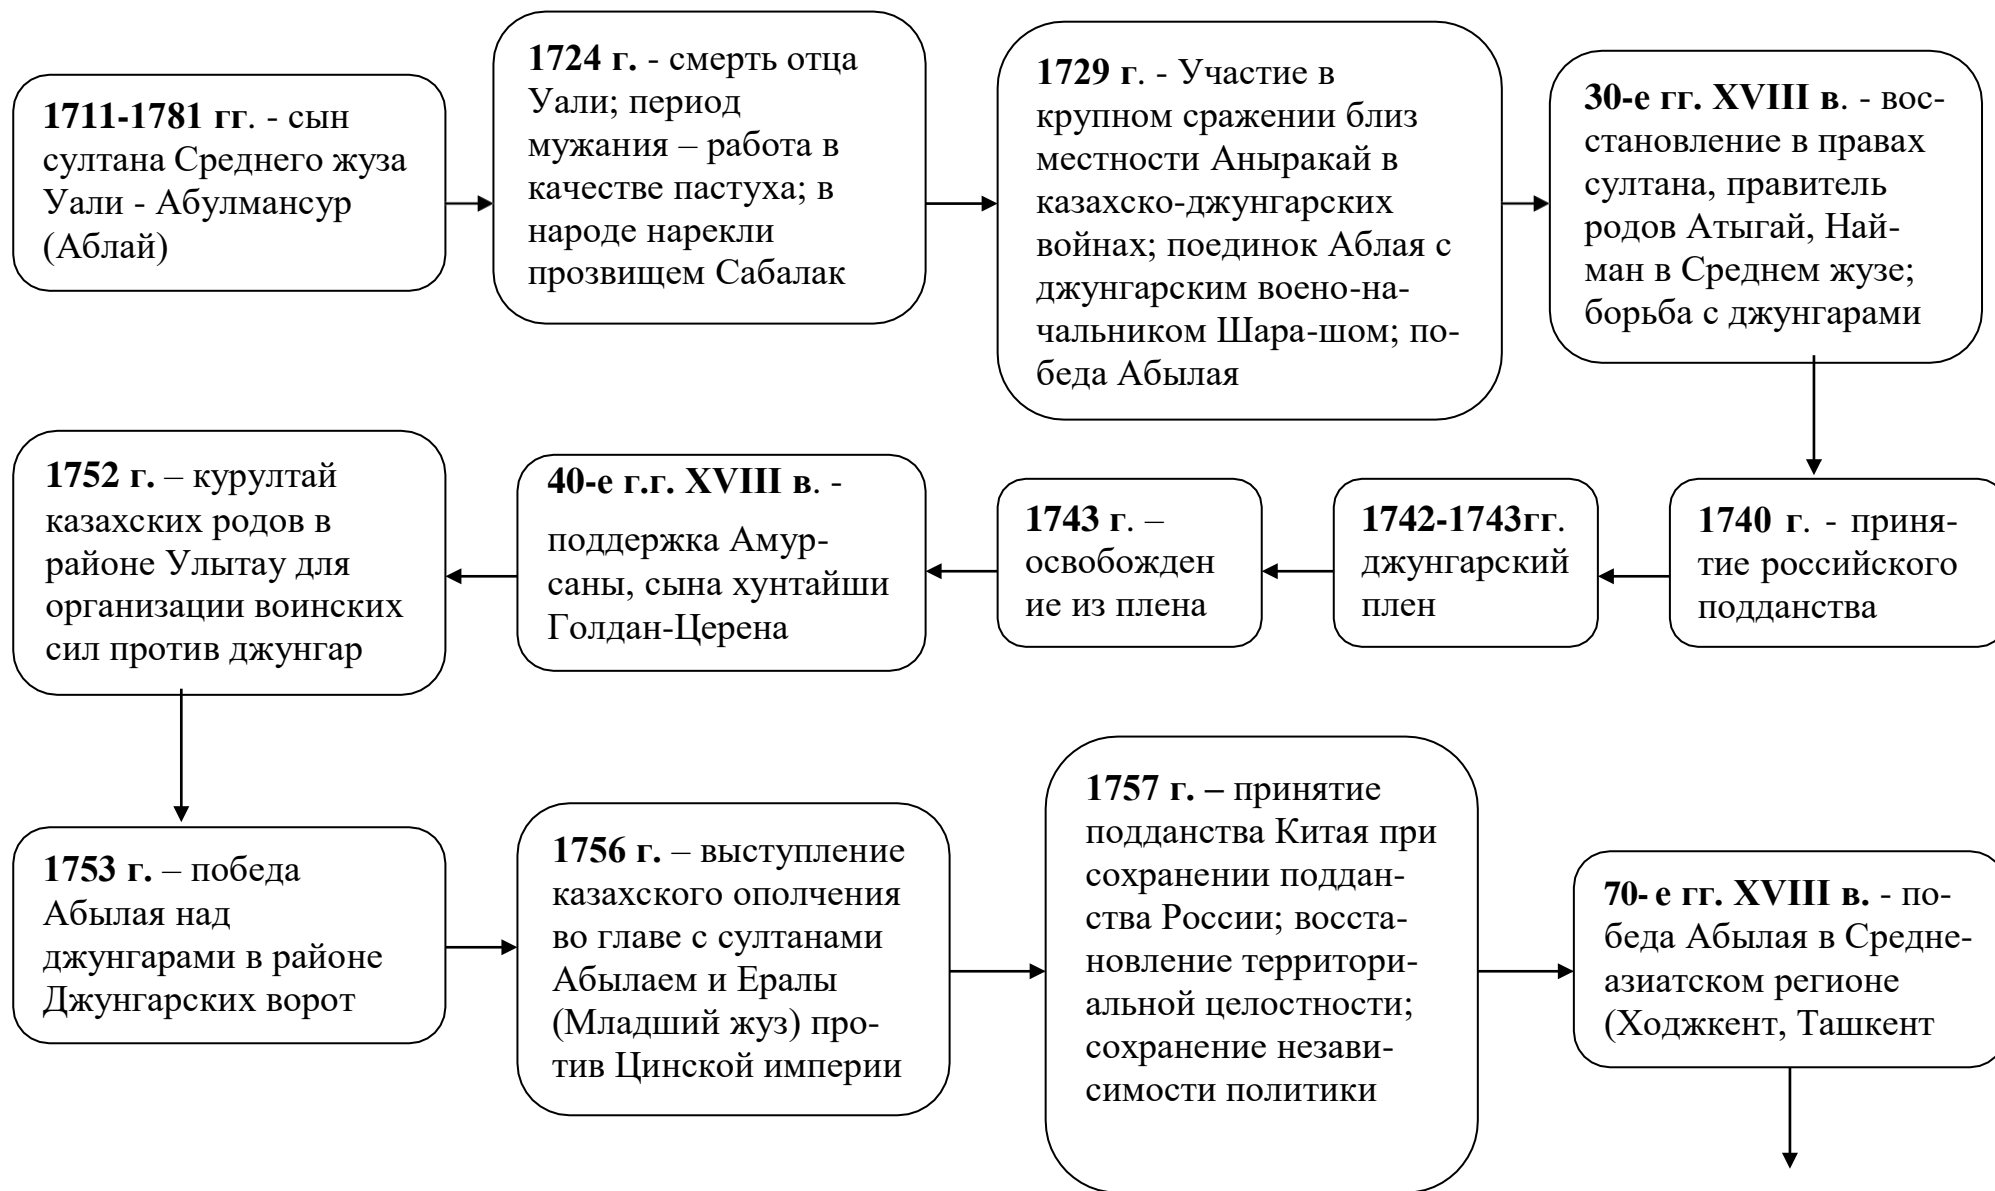 1711-1781 гг. - сын
султана Среднего жуза
Уали - Абулмансур
(Аблай)
1724 г. - смерть отца
Уали; период
мужания – работа в
качестве пастуха; в
народе нарекли
прозвищем Сабалак
1729 г. - Участие в
крупном сражении близ
местности Аныракай в
казахско-джунгарских
войнах; поединок Аблая с
джунгарским воено-на-
чальником Шара-шом; по-
беда Абылая
30-е гг. XVIII в. - вос-
становление в правах
султана, правитель
родов Атыгай, Най-
ман в Среднем жузе;
борьба с джунгарами
1740 г. - приня-
тие российского
подданства
1742-1743гг.
джунгарский
плен
1743 г. –
освобожден
ие из плена
40-е г.г. XVIII в. -
поддержка Амур-
саны, сына хунтайши
Голдан-Церена
1752 г. – курултай
казахских родов в
районе Улытау для
организации воинских
сил против джунгар
1753 г. – победа
Абылая над
джунгарами в районе
Джунгарских ворот
1756 г. – выступление
казахского ополчения
во главе с султанами
Абылаем и Ералы
(Младший жуз) про-
тив Цинской империи
1757 г. – принятие
подданства Китая при
сохранении поддан-
ства России; восста-
новление территори-
альной целостности;
сохранение незави-
симости политики
70- е гг. XVIII в. - по-
беда Абылая в Средне-
азиатском регионе
(Ходжкент, Ташкент